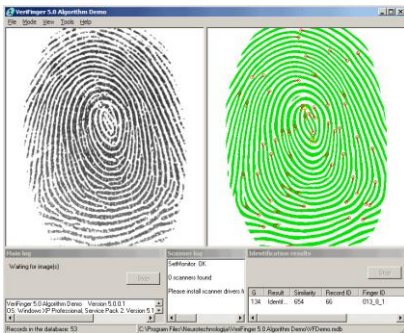 VeriFinger 5.0 Algorithm Demo
File Mode View Tools Help
Main log
Waiting for image(s)
Stop
VeriFinger 5.0 Algorithm Demo Version 5.0.0.1
OS: Windows XP Professional, Service Pack 2. Version 5.1
Scanner log
SetMonitor: OK
0 scanners found
Please install scanner drivers f
Identification results
Stop
G Result Similarity Record ID Finger ID
134 Identi... 654 66 013_8_1
Records in the database: 53
C:\Program Files\Neurotechnologija\VeriFinger 5.0 Algorithm Demo\VFDemo.mdb